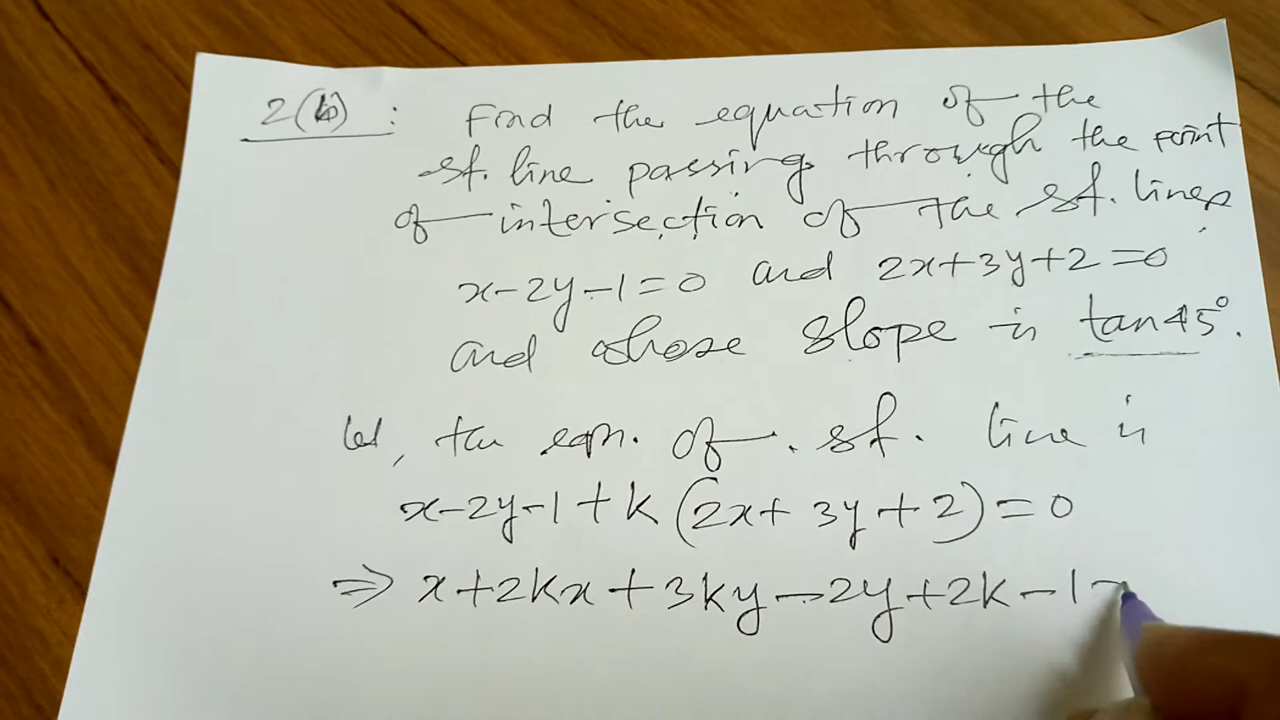 2(b) : Find the equation of the
st. line passing through the point
of intersection of the st. lines
x-2y-1=0 and 2x+3y+2=0
and whose slope is tan45°.
Let, the eqn. of. st. line is
x-2y-1+k(2x+3y+2)=0
⇒ x+2kx+3ky-2y+2k-1=